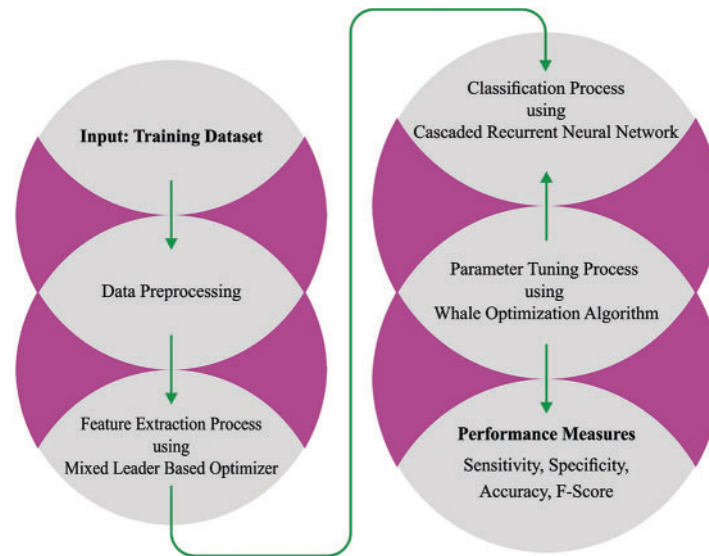 Input: Training Dataset
Data Preprocessing
Feature Extraction Process
using
Mixed Leader Based Optimizer
Classification Process
using
Cascaded Recurrent Neural Network
Parameter Tuning Process
using
Whale Optimization Algorithm
Performance Measures
Sensitivity, Specificity,
Accuracy, F-Score